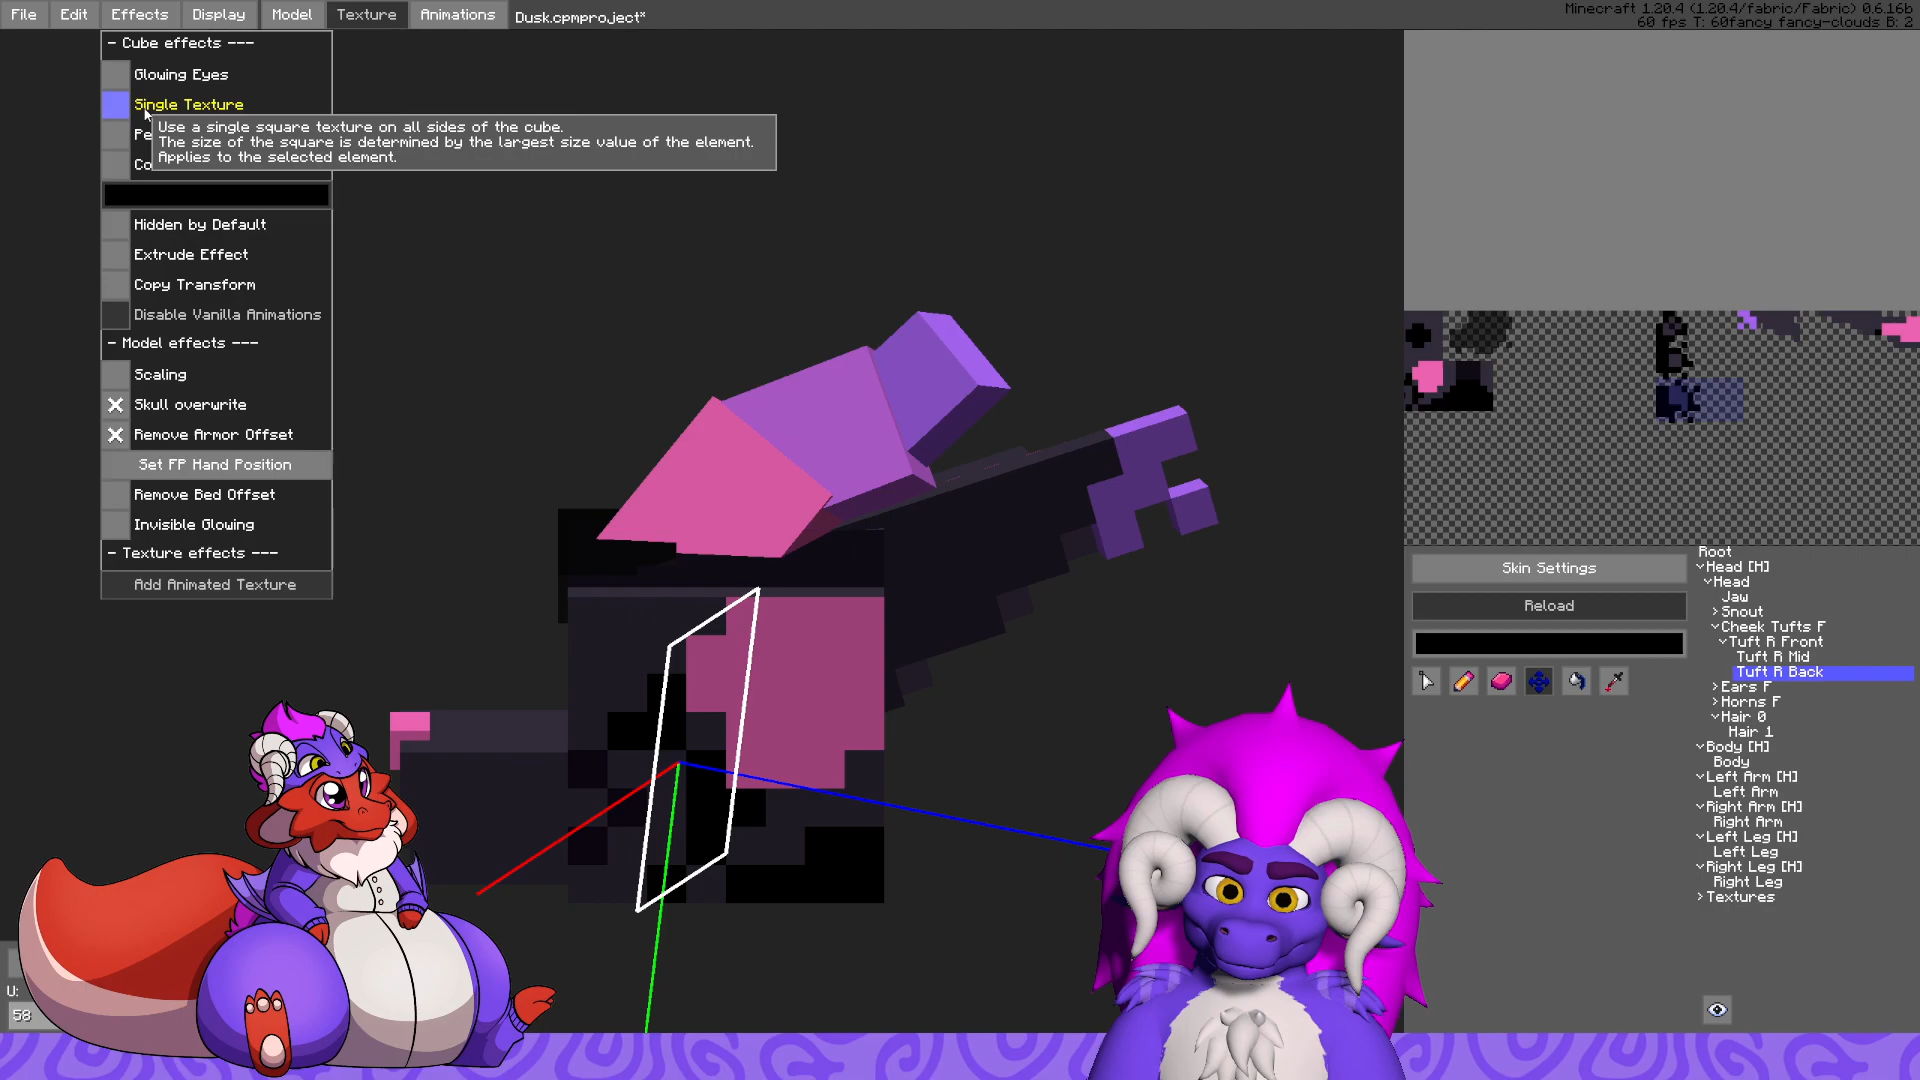 File Edit Effects Display Model Texture Animations Dusk.cpmproject*
Minecraft 1.20.4 (1.20.4/fabric/Fabric) 0.6.16b
60 fps T: 60fancy fancy-clouds B: 2
- Cube effects ---
Glowing Eyes
Single Texture
Use a single square texture on all sides of the cube.
The size of the square is determined by the largest size value of the element.
Applies to the selected element.
Pe
Co
Hidden by Default
Extrude Effect
Copy Transform
Disable Vanilla Animations
- Model effects ---
Scaling
Skull overwrite
Remove Armor Offset
Set FP Hand Position
Remove Bed Offset
Invisible Glowing
- Texture effects ---
Add Animated Texture
Skin Settings
Reload
Root
Head [H]
Head
Jaw
Snout
Cheek Tufts F
Tuft R Front
Tuft R Mid
Tuft R Back
Ears F
Horns F
Hair 0
Hair 1
Body [H]
Body
Left Arm [H]
Left Arm
Right Arm [H]
Right Arm
Left Leg [H]
Left Leg
Right Leg [H]
Right Leg
Textures
U:
58